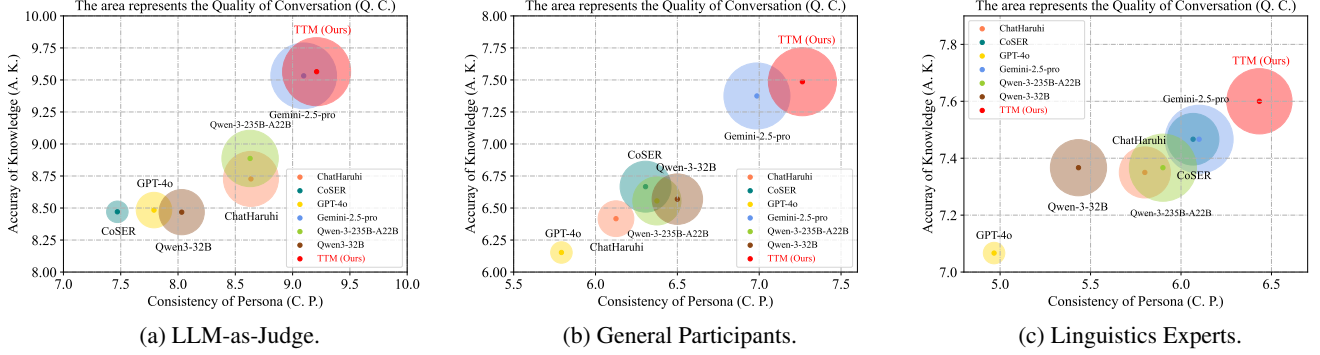 The area represents the Quality of Conversation (Q. C.)
Accuray of Knowledge (A. K.)
10.00
9.75
9.50
9.25
9.00
8.75
8.50
8.25
8.00
TTM (Ours)
Gemini-2.5-pro
Qwen-3-235B-A22B
ChatHaruhi
GPT-4o
CoSER
Qwen3-32B
ChatHaruhi
CoSER
GPT-4o
Gemini-2.5-pro
Qwen-3-235B-A22B
Qwen3-32B
TTM (Ours)
7.0 7.5 8.0 8.5 9.0 9.5 10.0
Consistency of Persona (C. P.)
(a) LLM-as-Judge.
The area represents the Quality of Conversation (Q. C.)
Accuray of Knowledge (A. K.)
8.00
7.75
7.50
7.25
7.00
6.75
6.50
6.25
6.00
TTM (Ours)
Gemini-2.5-pro
CoSER
Qwen-3-32B
Qwen-3-235B-A22B
ChatHaruhi
GPT-4o
ChatHaruhi
CoSER
GPT-4o
Gemini-2.5-pro
Qwen-3-235B-A22B
Qwen-3-32B
TTM (Ours)
5.5 6.0 6.5 7.0 7.5
Consistency of Persona (C. P.)
(b) General Participants.
The area represents the Quality of Conversation (Q. C.)
Accuray of Knowledge (A. K.)
7.8
7.6
7.4
7.2
7.0
ChatHaruhi
CoSER
GPT-4o
Gemini-2.5-pro
Qwen-3-235B-A22B
Qwen-3-32B
TTM (Ours)
TTM (Ours)
Gemini-2.5-pro
ChatHaruhi
CoSER
Qwen-3-32B
Qwen-3-235B-A22B
GPT-4o
5.0 5.5 6.0 6.5
Consistency of Persona (C. P.)
(c) Linguistics Experts.